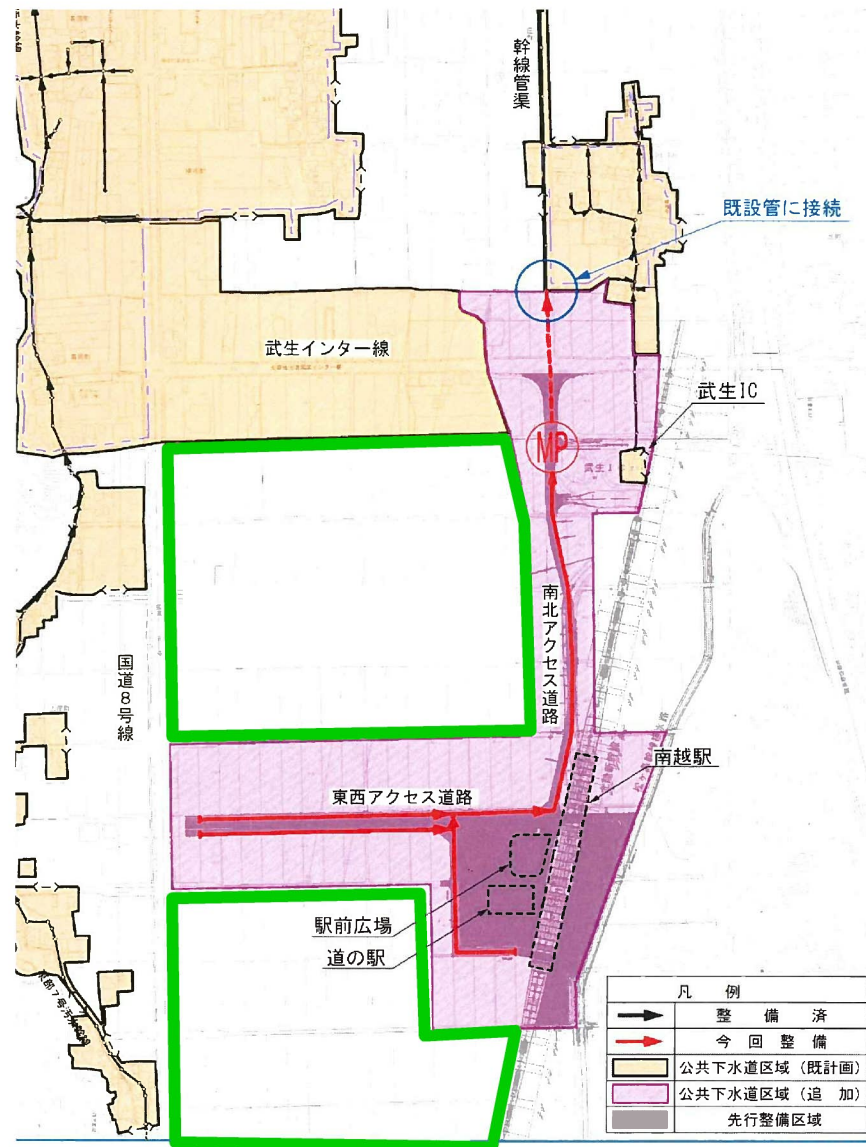 幹線管渠
既設管に接続
武生インター線
武生IC
MP
南北アクセス道路
国道8号線
南越駅
東西アクセス道路
駅前広場
道の駅
凡 例
整 備 済
今 回 整 備
公共下水道区域 (既計画)
公共下水道区域 (追 加)
先行整備区域